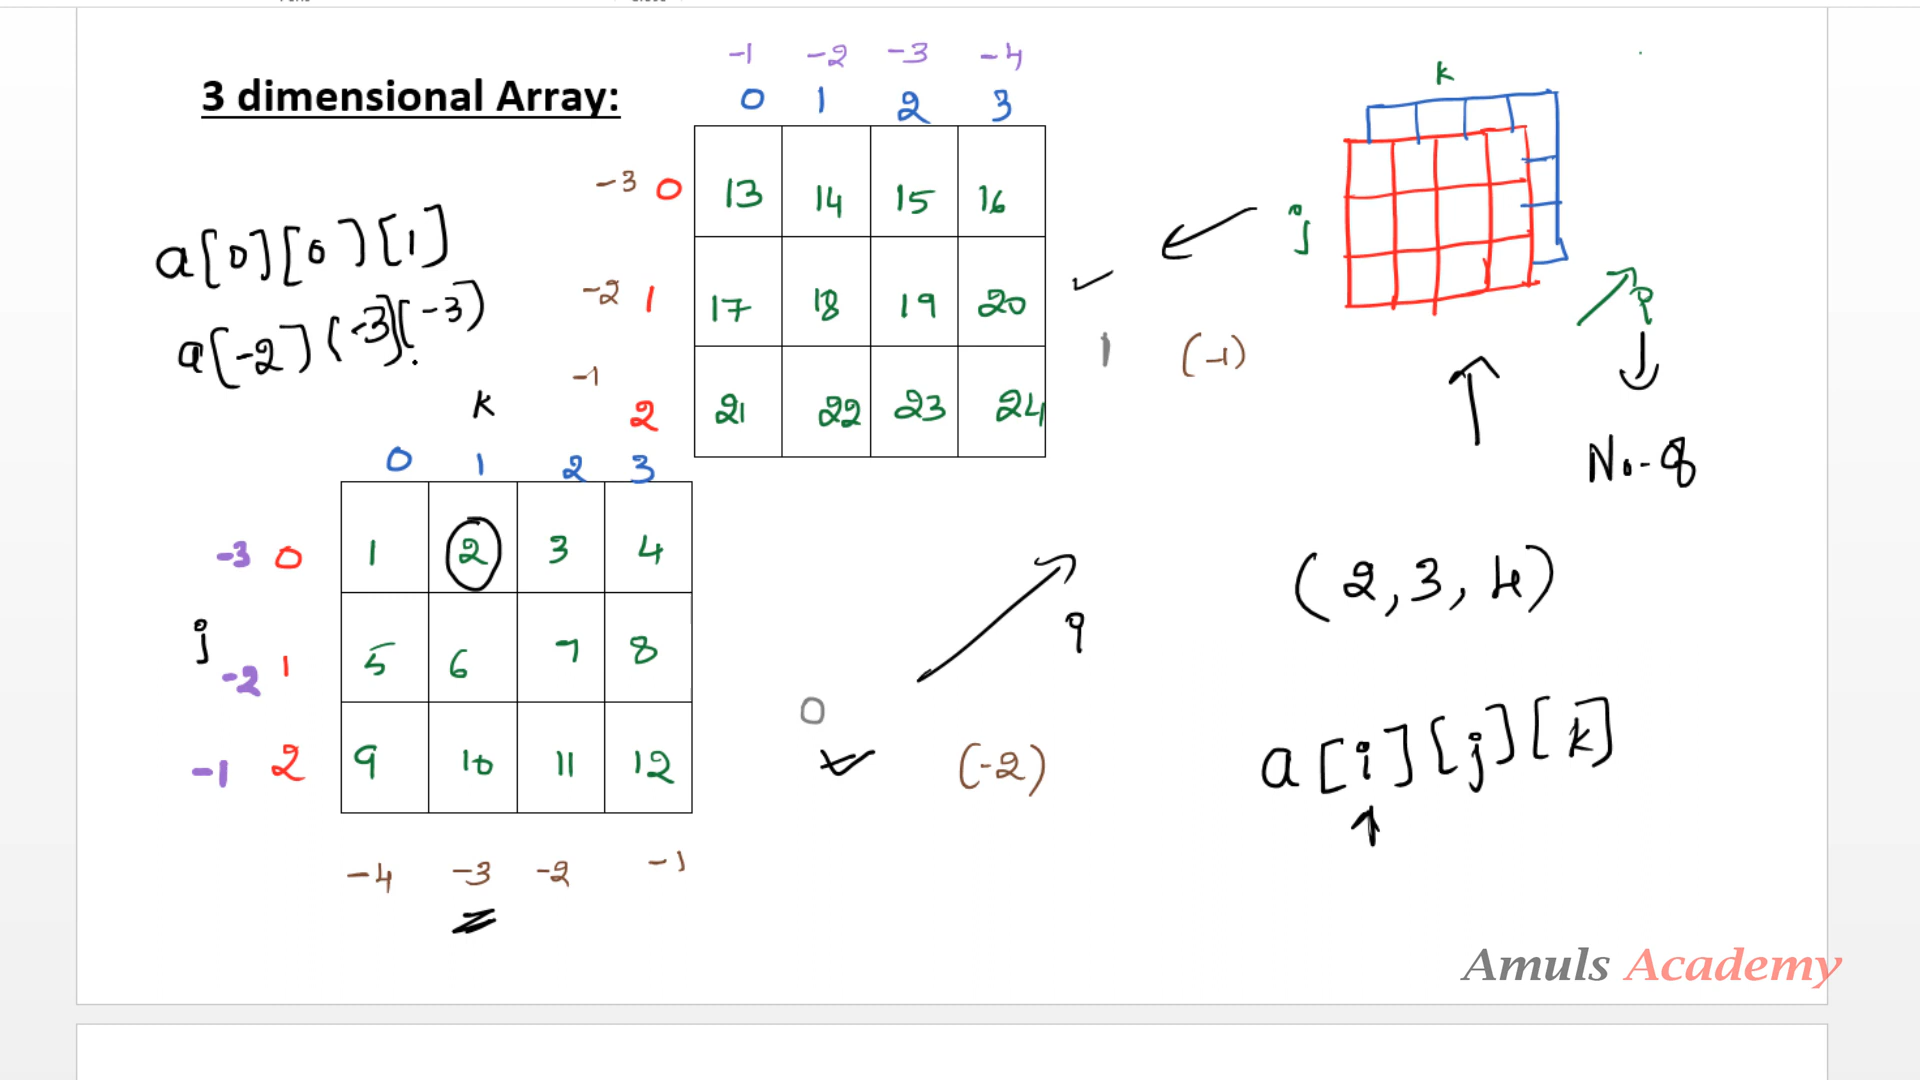 3 dimensional Array:
-1 -2 -3 -4
0 1 2 3
-3 0 13 14 15 16
-2 1 17 18 19 20
-1 2 21 22 23 24
1 (-1)
a[0][0][1]
a[-2](-3)(-3)
k
j
No-8
k
0 1 2 3
-3 0 1 2 3 4
j
-2 1 5 6 7 8
-1 2 9 10 11 12
-4 -3 -2 -1
0
(-2)
(2,3,4)
a[i][j][k]
Amuls Academy